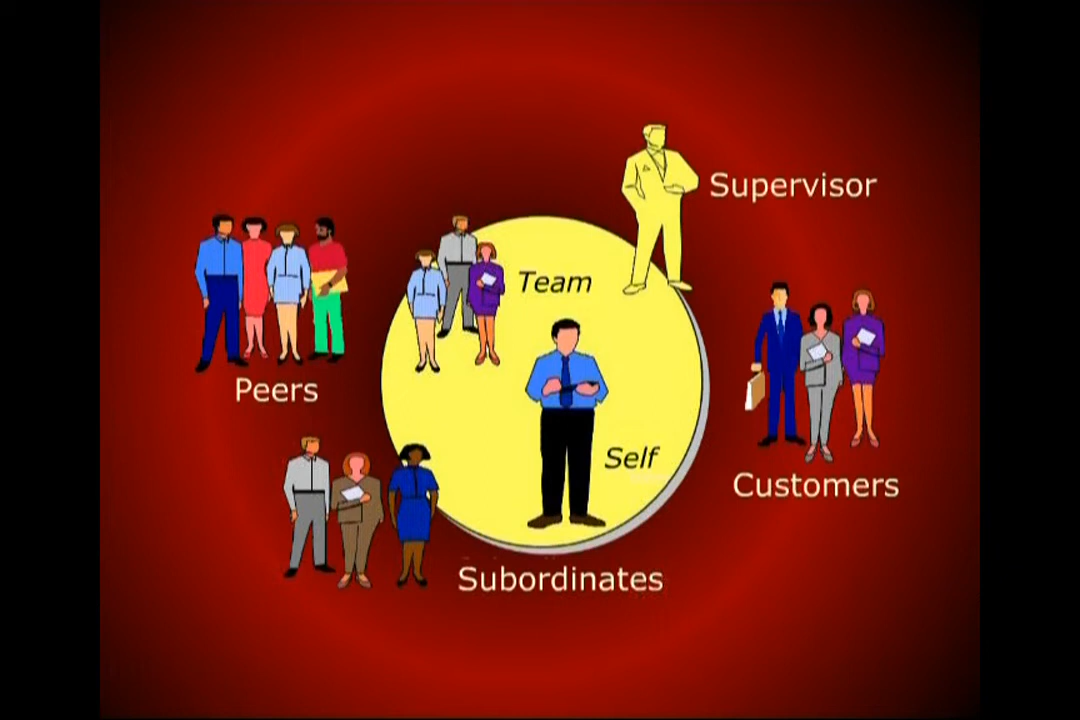 Supervisor
Team
Peers
Self
Customers
Subordinates